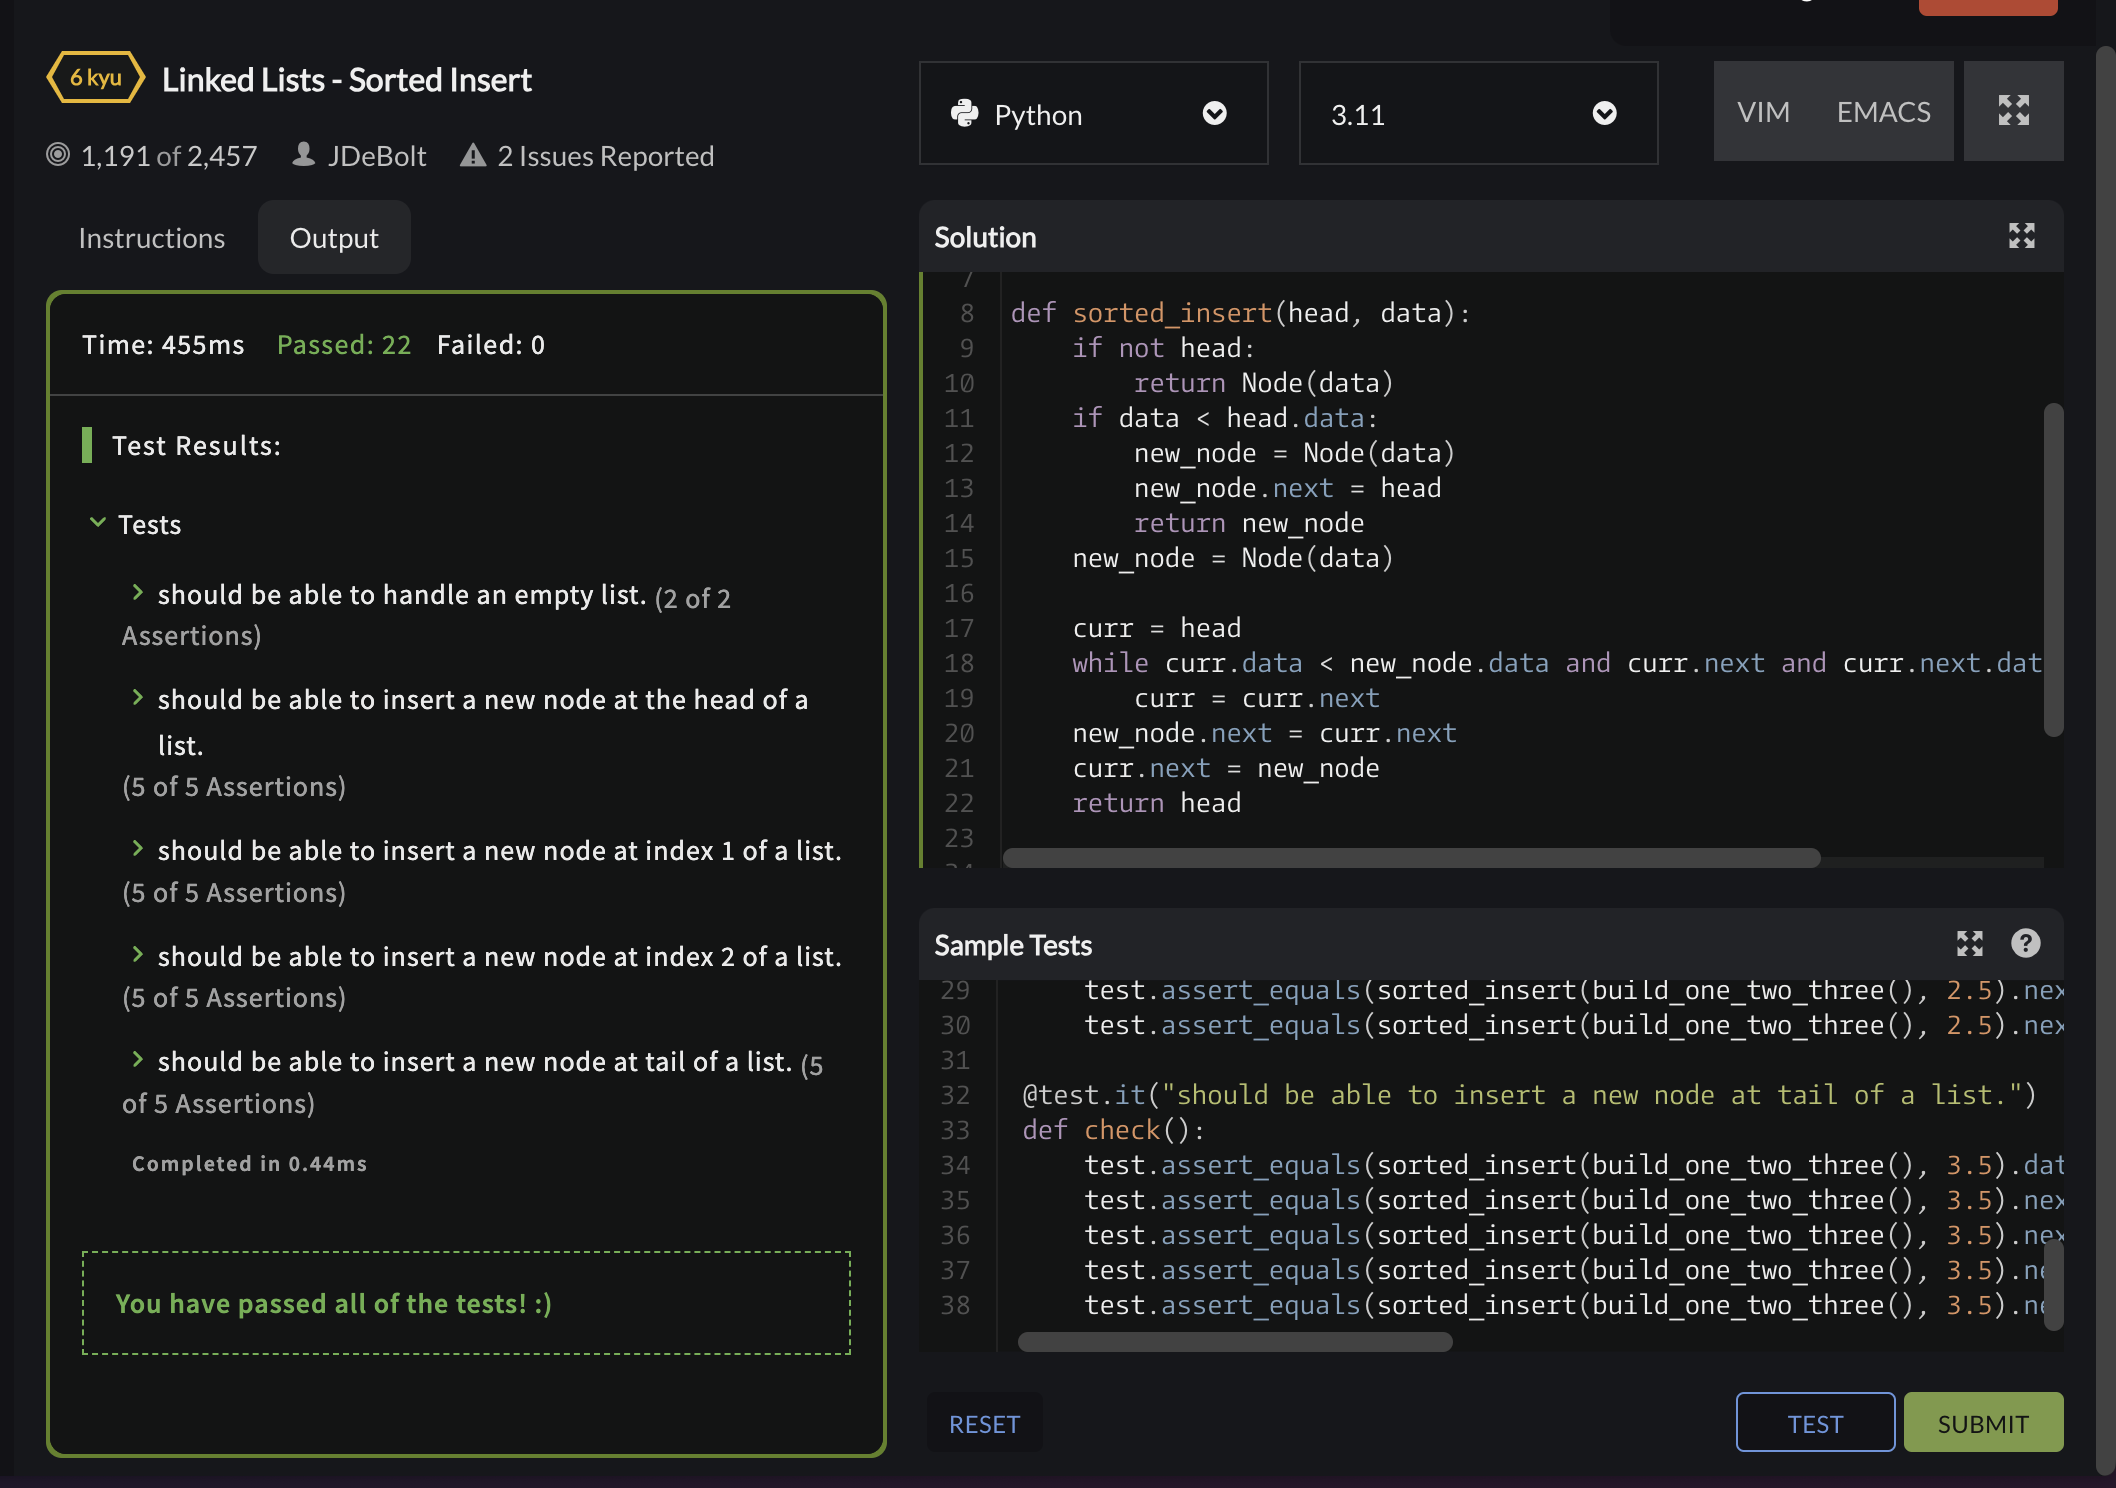 6 kyu Linked Lists - Sorted Insert
1,191 of 2,457 JDeBolt 2 Issues Reported
Instructions Output
Time: 455ms Passed: 22 Failed: 0
Test Results:
Tests
should be able to handle an empty list. (2 of 2
Assertions)
should be able to insert a new node at the head of a
list.
(5 of 5 Assertions)
should be able to insert a new node at index 1 of a list.
(5 of 5 Assertions)
should be able to insert a new node at index 2 of a list.
(5 of 5 Assertions)
should be able to insert a new node at tail of a list. (5
of 5 Assertions)
Completed in 0.44ms
You have passed all of the tests! :)
Python 3.11 VIM EMACS
Solution
7
8 def sorted_insert(head, data):
9     if not head:
10         return Node(data)
11     if data < head.data:
12         new_node = Node(data)
13         new_node.next = head
14         return new_node
15     new_node = Node(data)
16
17     curr = head
18     while curr.data < new_node.data and curr.next and curr.next.dat
19         curr = curr.next
20     new_node.next = curr.next
21     curr.next = new_node
22     return head
23
Sample Tests
29     test.assert_equals(sorted_insert(build_one_two_three(), 2.5).nex
30     test.assert_equals(sorted_insert(build_one_two_three(), 2.5).nex
31
32 @test.it("should be able to insert a new node at tail of a list.")
33 def check():
34     test.assert_equals(sorted_insert(build_one_two_three(), 3.5).dat
35     test.assert_equals(sorted_insert(build_one_two_three(), 3.5).nex
36     test.assert_equals(sorted_insert(build_one_two_three(), 3.5).nex
37     test.assert_equals(sorted_insert(build_one_two_three(), 3.5).ne
38     test.assert_equals(sorted_insert(build_one_two_three(), 3.5).ne
RESET TEST SUBMIT